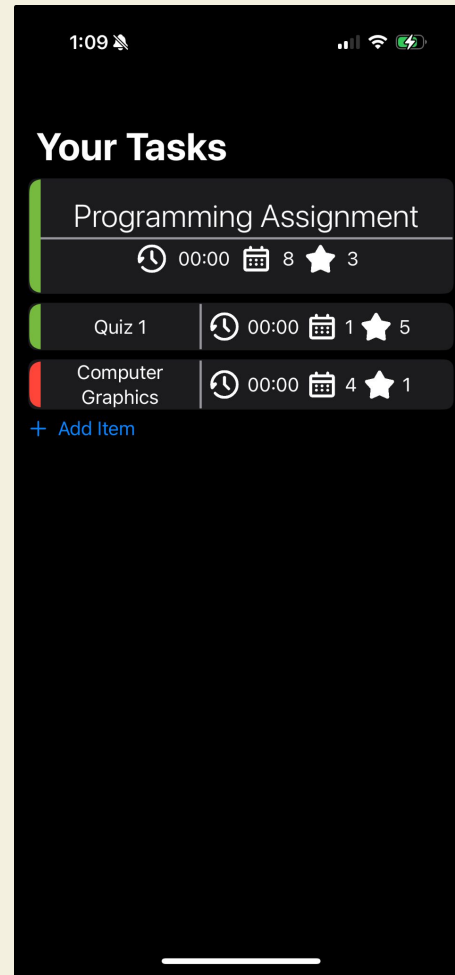 1:09
Your Tasks
Programming Assignment
00:00 8 3
Quiz 1 00:00 1 5
Computer
Graphics
00:00 4 1
+ Add Item